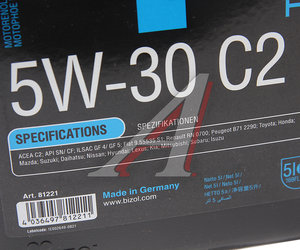 MOTORENÖL
5W-30 C2
SPECIFICATIONS
SPEZIFIKATIONEN
ACEA C2; API SN/ CF; ILSAC GF 4/ GF 5; Fiat 9.55535 S1; Renault RN 0700; Peugeot B71 2290; Toyota; Honda;
Mazda; Suzuki; Daihatsu; Nissan; Hyundai; Lexus; Kia; Mitsubishi; Subaru; Isuzu
Art. 81221
4 036497 812211
Made in Germany
www.bizol.com